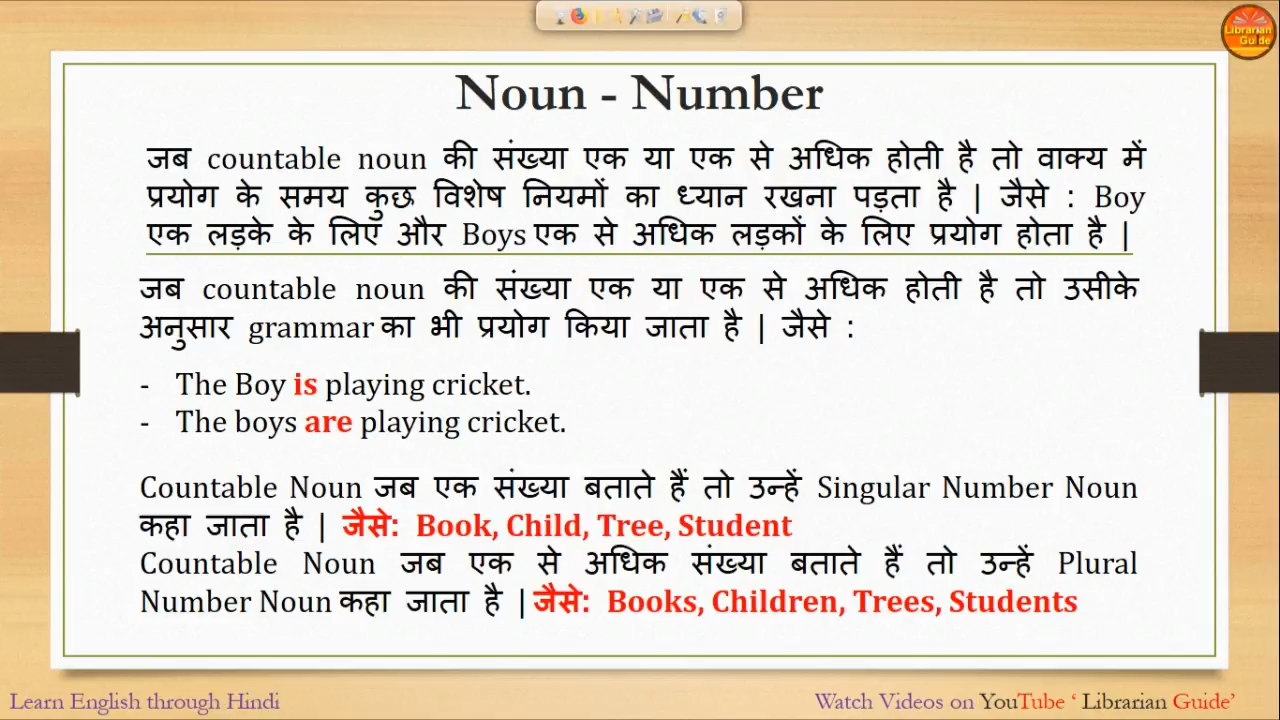 Librarian
Guide
Noun - Number
जब countable noun की संख्या एक या एक से अधिक होती है तो वाक्य में
प्रयोग के समय कुछ विशेष नियमों का ध्यान रखना पड़ता है | जैसे : Boy
एक लड़के के लिए और Boys एक से अधिक लड़कों के लिए प्रयोग होता है |
जब countable noun की संख्या एक या एक से अधिक होती है तो उसीके
अनुसार grammar का भी प्रयोग किया जाता है | जैसे :
- The Boy is playing cricket.
- The boys are playing cricket.
Countable Noun जब एक संख्या बताते हैं तो उन्हें Singular Number Noun
कहा जाता है | जैसे: Book, Child, Tree, Student
Countable Noun जब एक से अधिक संख्या बताते हैं तो उन्हें Plural
Number Noun कहा जाता है | जैसे: Books, Children, Trees, Students
Learn English through Hindi
Watch Videos on YouTube ‘ Librarian Guide’